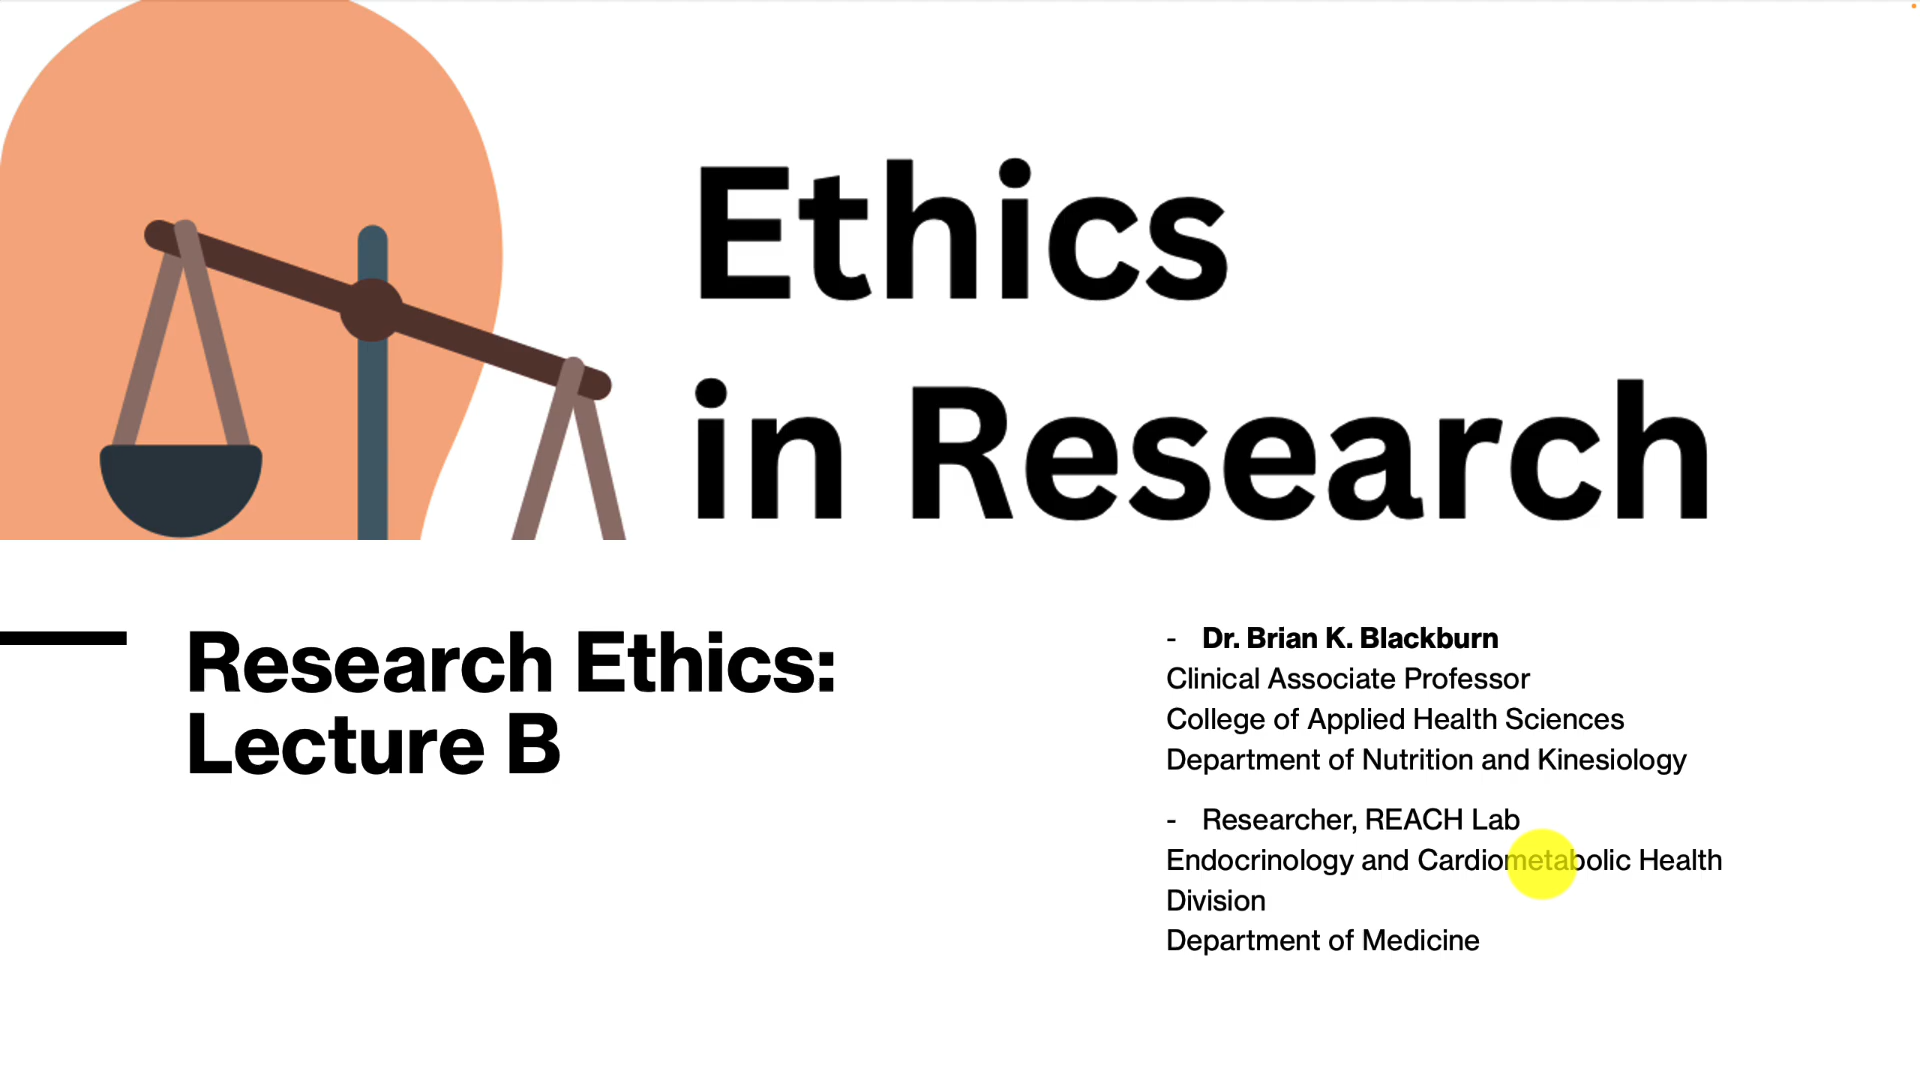 Ethics
in Research
Research Ethics:
Lecture B
- Dr. Brian K. Blackburn
Clinical Associate Professor
College of Applied Health Sciences
Department of Nutrition and Kinesiology
- Researcher, REACH Lab
Endocrinology and Cardiometabolic Health
Division
Department of Medicine